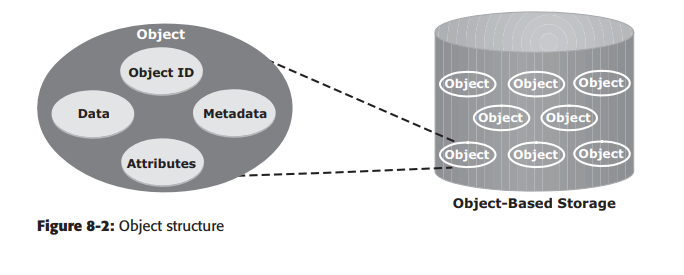 Object
Object ID
Data
Metadata
Attributes
Object Object Object
Object Object
Object Object Object
Object-Based Storage
Figure 8-2: Object structure